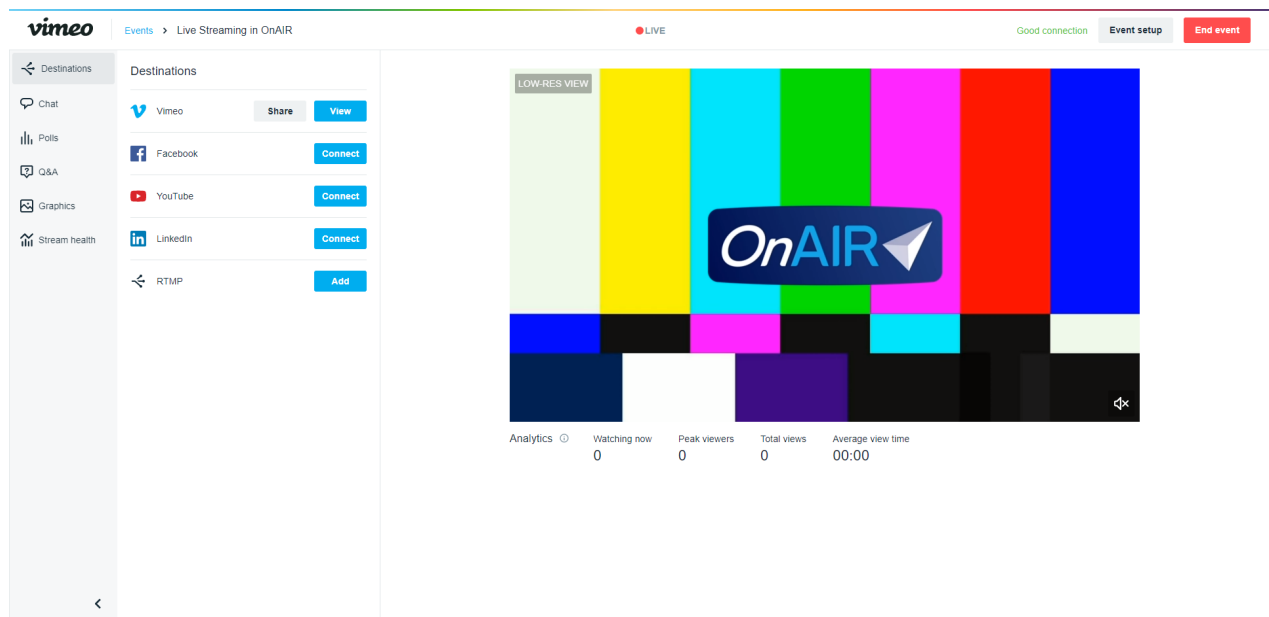 vimeo
Events > Live Streaming in OnAIR
LIVE
Good connection
Event setup
End event
Destinations
Chat
Polls
Q&A
Graphics
Stream health
Destinations
Vimeo
Share
View
Facebook
Connect
YouTube
Connect
LinkedIn
Connect
RTMP
Add
LOW-RES VIEW
OnAIR
Analytics
Watching now
0
Peak viewers
0
Total views
0
Average view time
00:00